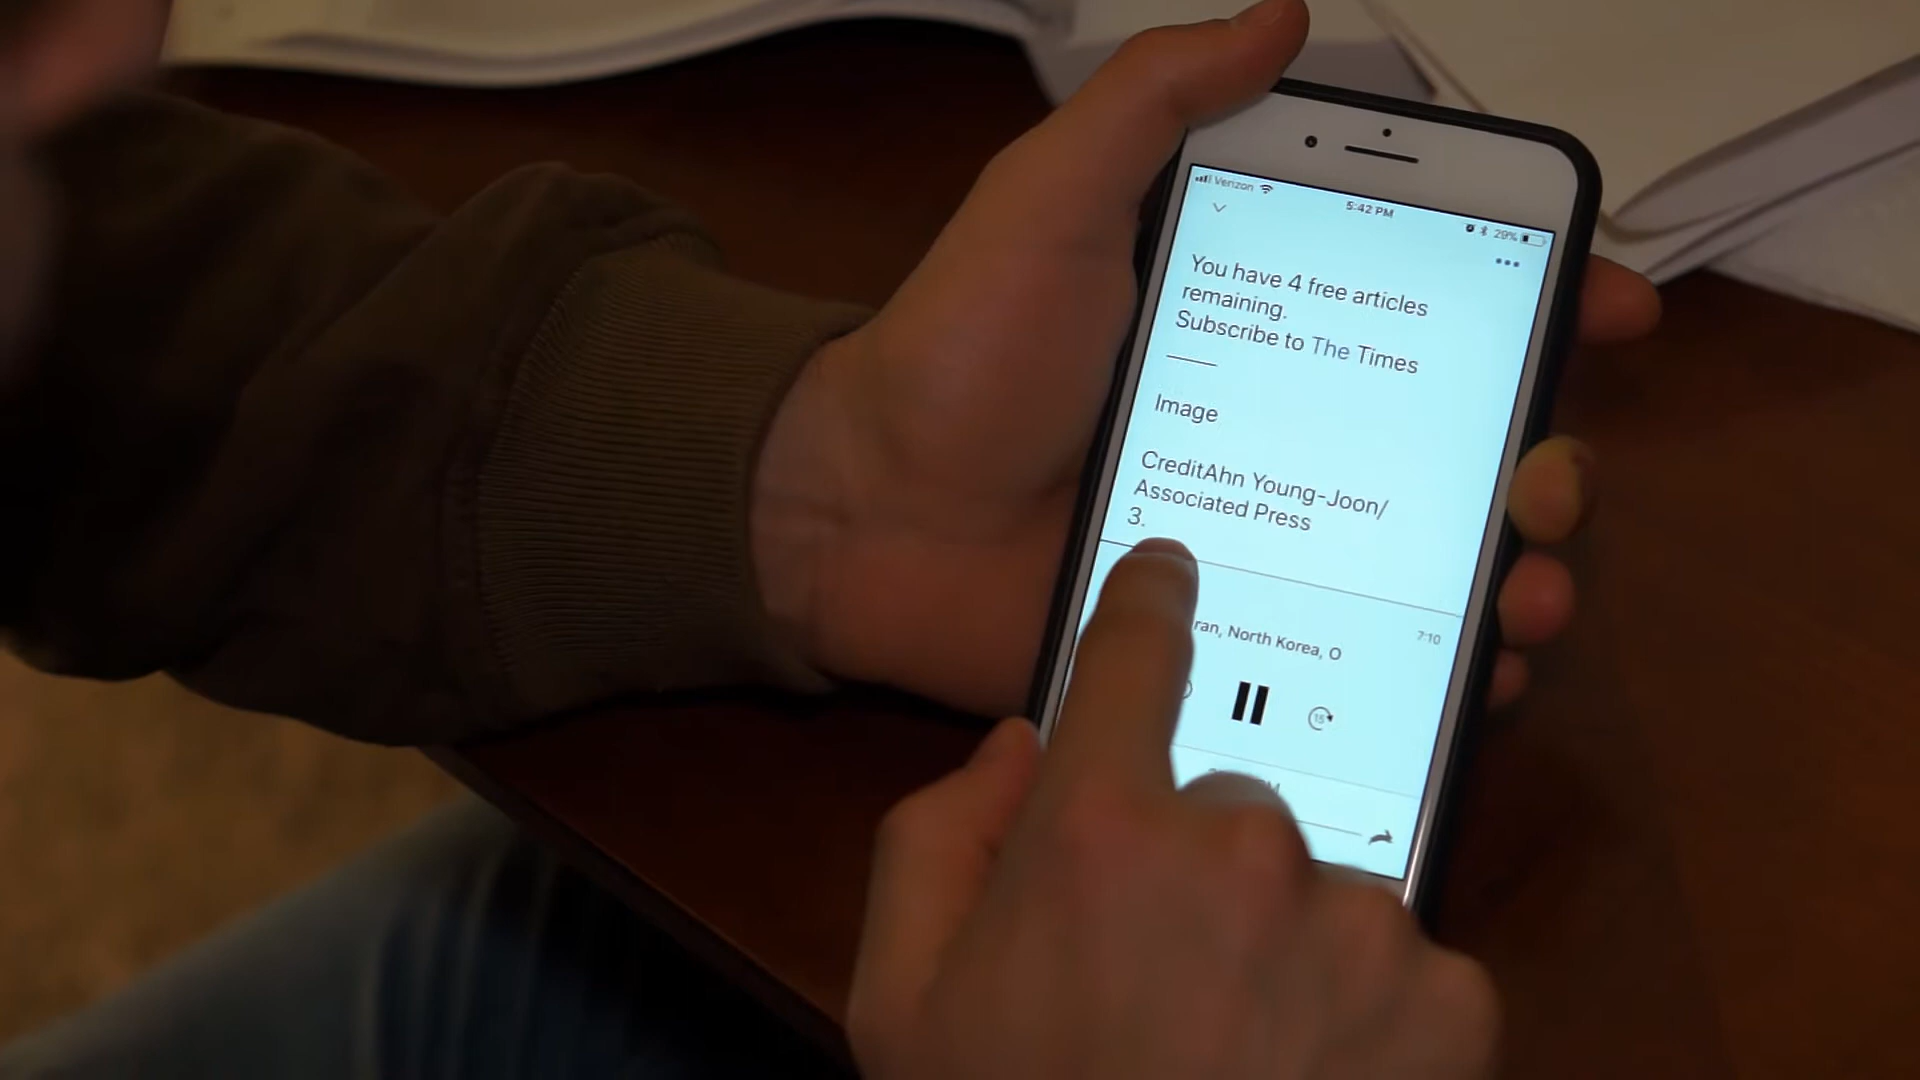 Verizon
5:42 PM
29%
You have 4 free articles
remaining.
Subscribe to The Times
Image
CreditAhn Young-Joon/
Associated Press
3.
7:10
ran, North Korea, O
15